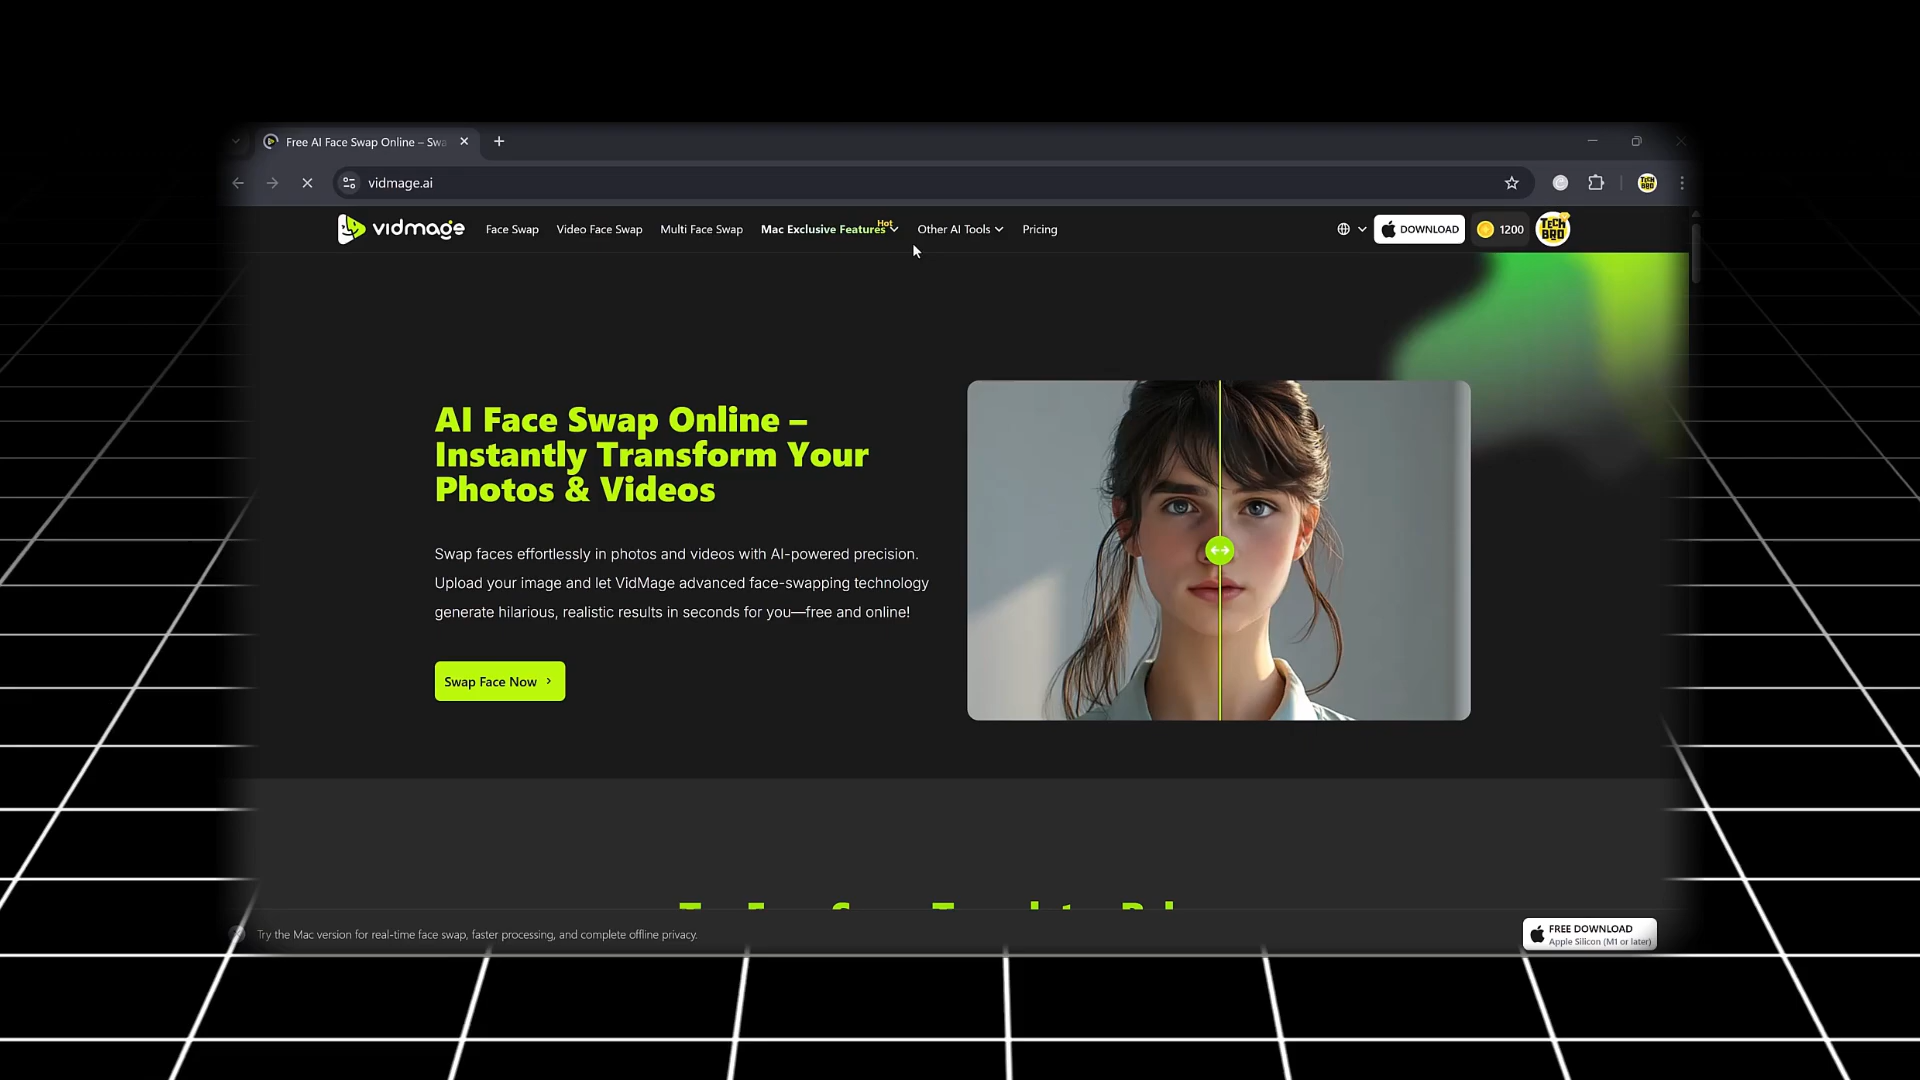 Free AI Face Swap Online – Swa
vidmage.ai
TECH BRO
vidmage
Face Swap
Video Face Swap
Multi Face Swap
Mac Exclusive Features
Hot
Other AI Tools
Pricing
DOWNLOAD
1200
TECH BRO
AI Face Swap Online –
Instantly Transform Your
Photos & Videos
Swap faces effortlessly in photos and videos with AI-powered precision.
Upload your image and let VidMage advanced face-swapping technology
generate hilarious, realistic results in seconds for you—free and online!
Swap Face Now
Try the Mac version for real-time face swap, faster processing, and complete offline privacy.
FREE DOWNLOAD
Apple Silicon (M1 or later)